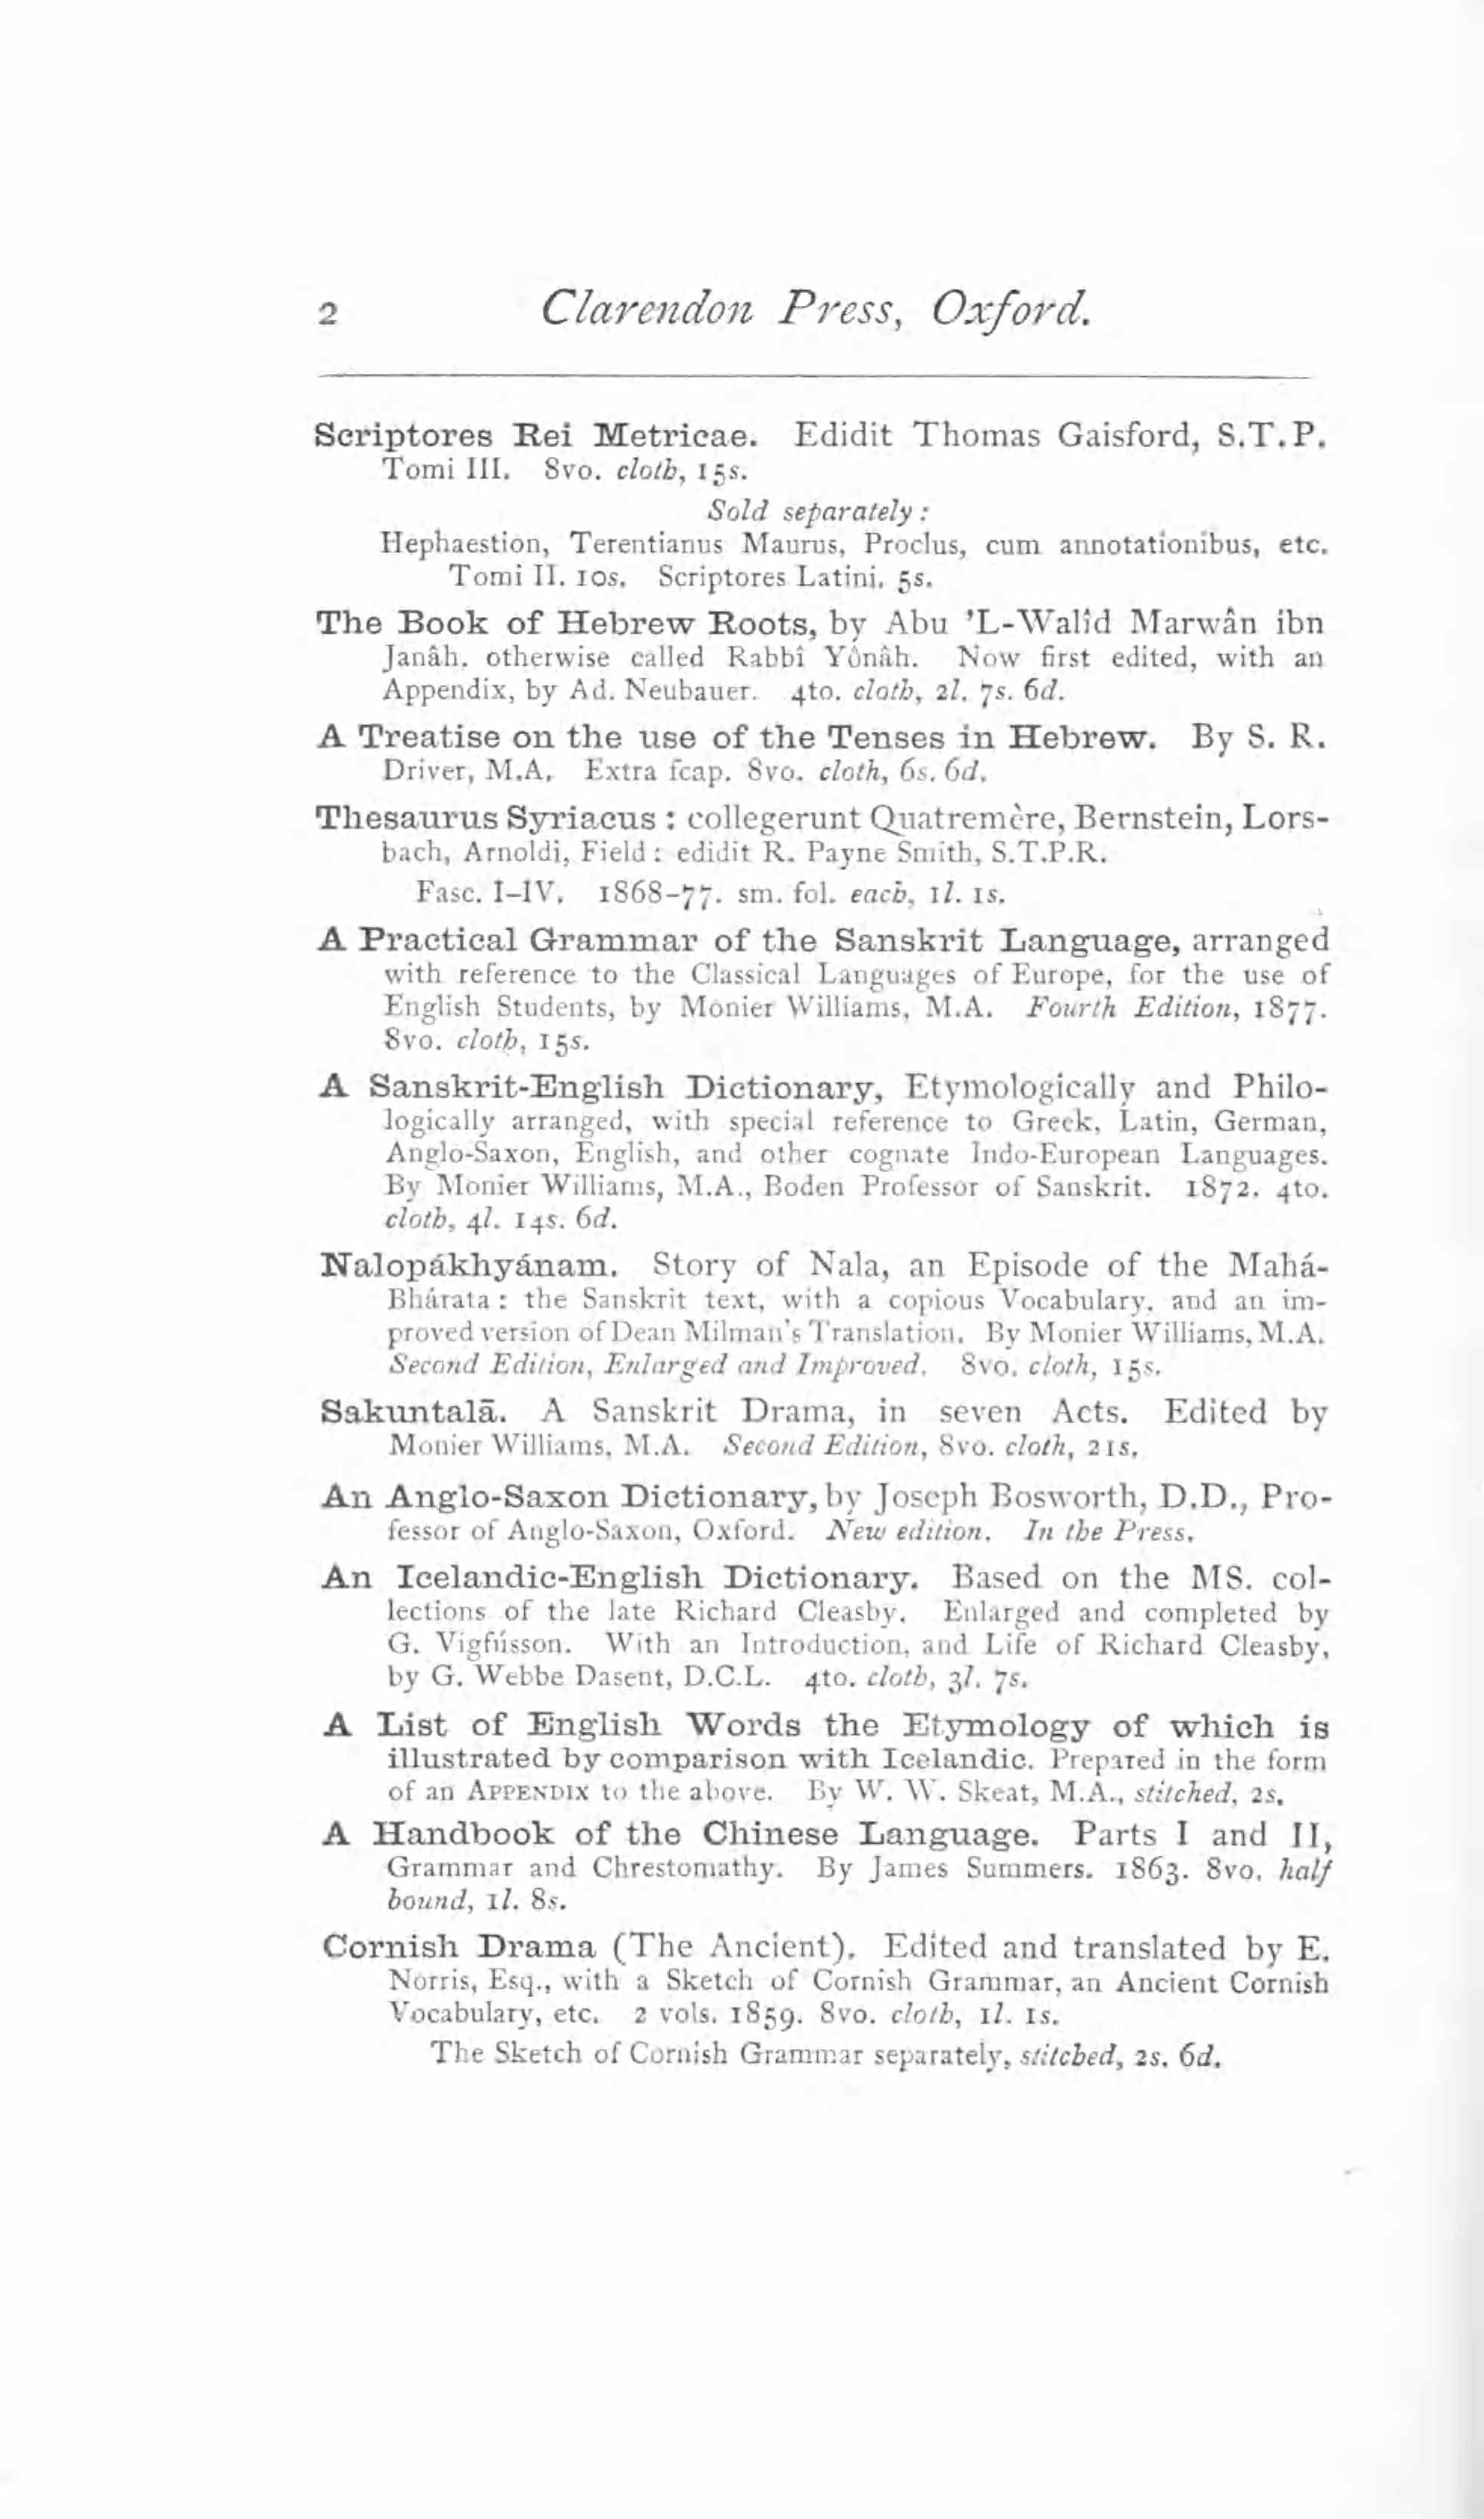 2 Clarendon Press, Oxford.
Scriptores Rei Metricae. Edidit Thomas Gaisford, S.T.P.
Tomi III. 8vo. cloth, 15s.
Sold separately:
Hephaestion, Terentianus Maurus, Proclus, cum annotationibus, etc.
Tomi II. 10s. Scriptores Latini. 5s.
The Book of Hebrew Roots, by Abu 'L-Walîd Marwân ibn
Janâh, otherwise called Rabbî Yônâh. Now first edited, with an
Appendix, by Ad. Neubauer. 4to. cloth, 2l. 7s. 6d.
A Treatise on the use of the Tenses in Hebrew. By S. R.
Driver, M.A. Extra fcap. 8vo. cloth, 6s. 6d.
Thesaurus Syriacus : collegerunt Quatremère, Bernstein, Lors-
bach, Arnoldi, Field : edidit R. Payne Smith, S.T.P.R.
Fasc. I–IV. 1868–77. sm. fol. each, 1l. 1s.
A Practical Grammar of the Sanskrit Language, arranged
with reference to the Classical Languages of Europe, for the use of
English Students, by Monier Williams, M.A. Fourth Edition, 1877.
8vo. cloth, 15s.
A Sanskrit-English Dictionary, Etymologically and Philo-
logically arranged, with special reference to Greek, Latin, German,
Anglo-Saxon, English, and other cognate Indo-European Languages.
By Monier Williams, M.A., Boden Professor of Sanskrit. 1872. 4to.
cloth, 4l. 14s. 6d.
Nalopákhyánam. Story of Nala, an Episode of the Mahá-
Bhárata : the Sanskrit text, with a copious Vocabulary, and an im-
proved version of Dean Milman's Translation. By Monier Williams, M.A.
Second Edition, Enlarged and Improved. 8vo. cloth, 15s.
Sakuntalā. A Sanskrit Drama, in seven Acts. Edited by
Monier Williams, M.A. Second Edition, 8vo. cloth, 21s.
An Anglo-Saxon Dictionary, by Joseph Bosworth, D.D., Pro-
fessor of Anglo-Saxon, Oxford. New edition. In the Press.
An Icelandic-English Dictionary. Based on the MS. col-
lections of the late Richard Cleasby. Enlarged and completed by
G. Vigfússon. With an Introduction, and Life of Richard Cleasby,
by G. Webbe Dasent, D.C.L. 4to. cloth, 3l. 7s.
A List of English Words the Etymology of which is
illustrated by comparison with Icelandic. Prepared in the form
of an APPENDIX to the above. By W. W. Skeat, M.A., stitched, 2s.
A Handbook of the Chinese Language. Parts I and II,
Grammar and Chrestomathy. By James Summers. 1863. 8vo. half
bound, 1l. 8s.
Cornish Drama (The Ancient). Edited and translated by E.
Norris, Esq., with a Sketch of Cornish Grammar, an Ancient Cornish
Vocabulary, etc. 2 vols. 1859. 8vo. cloth, 1l. 1s.
The Sketch of Cornish Grammar separately, stitched, 2s. 6d.